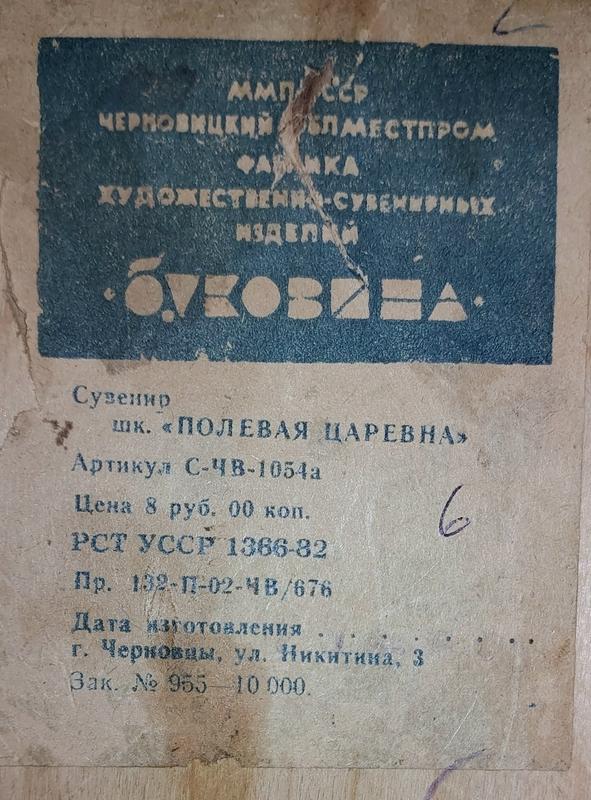 ММП УССР
ЧЕРНОВИЦКИЙ ОБЛМЕСТПРОМ
ФАБРИКА
ХУДОЖЕСТВЕННО-СУВЕНИРНЫХ
ИЗДЕЛИЙ
·БУКОВИНА·
Сувенир
шк. «ПОЛЕВАЯ ЦАРЕВНА»
Артикул С-ЧВ-1054а
Цена 8 руб. 00 коп.
6
РСТ УССР 1366-82
Пр. 132-П-02-ЧВ/676
Дата изготовления . . . . . . . . .
г. Черновцы, ул. Никитина, 3
Зак. № 955—10 000.